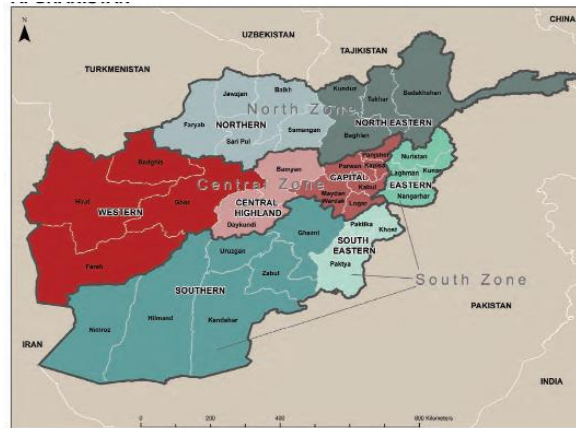 AFGHANISTAN
N
CHINA
UZBEKISTAN
TAJIKISTAN
TURKMENISTAN
Jawzjan
Balkh
Kunduz
Takhar
Badakhshan
North Zone
NORTHERN
NORTH EASTERN
Faryab
Sari Pul
Samangan
Baghlan
Badghis
Panjsher
Nuristan
Bamyan
Parwan
Kapisa
Central Zone
CAPITAL
Laghman
Kunar
EASTERN
Hirat
Ghor
Kabul
Nangarhar
WESTERN
CENTRAL
HIGHLAND
Maydan
Wardak
Logar
Daykundi
Paktika
Khost
Ghazni
SOUTH
EASTERN
Uruzgan
Farah
Paktya
Zabul
South Zone
SOUTHERN
Nimroz
Hilmand
Kandahar
PAKISTAN
IRAN
INDIA
0
200
400
800 Kilometers